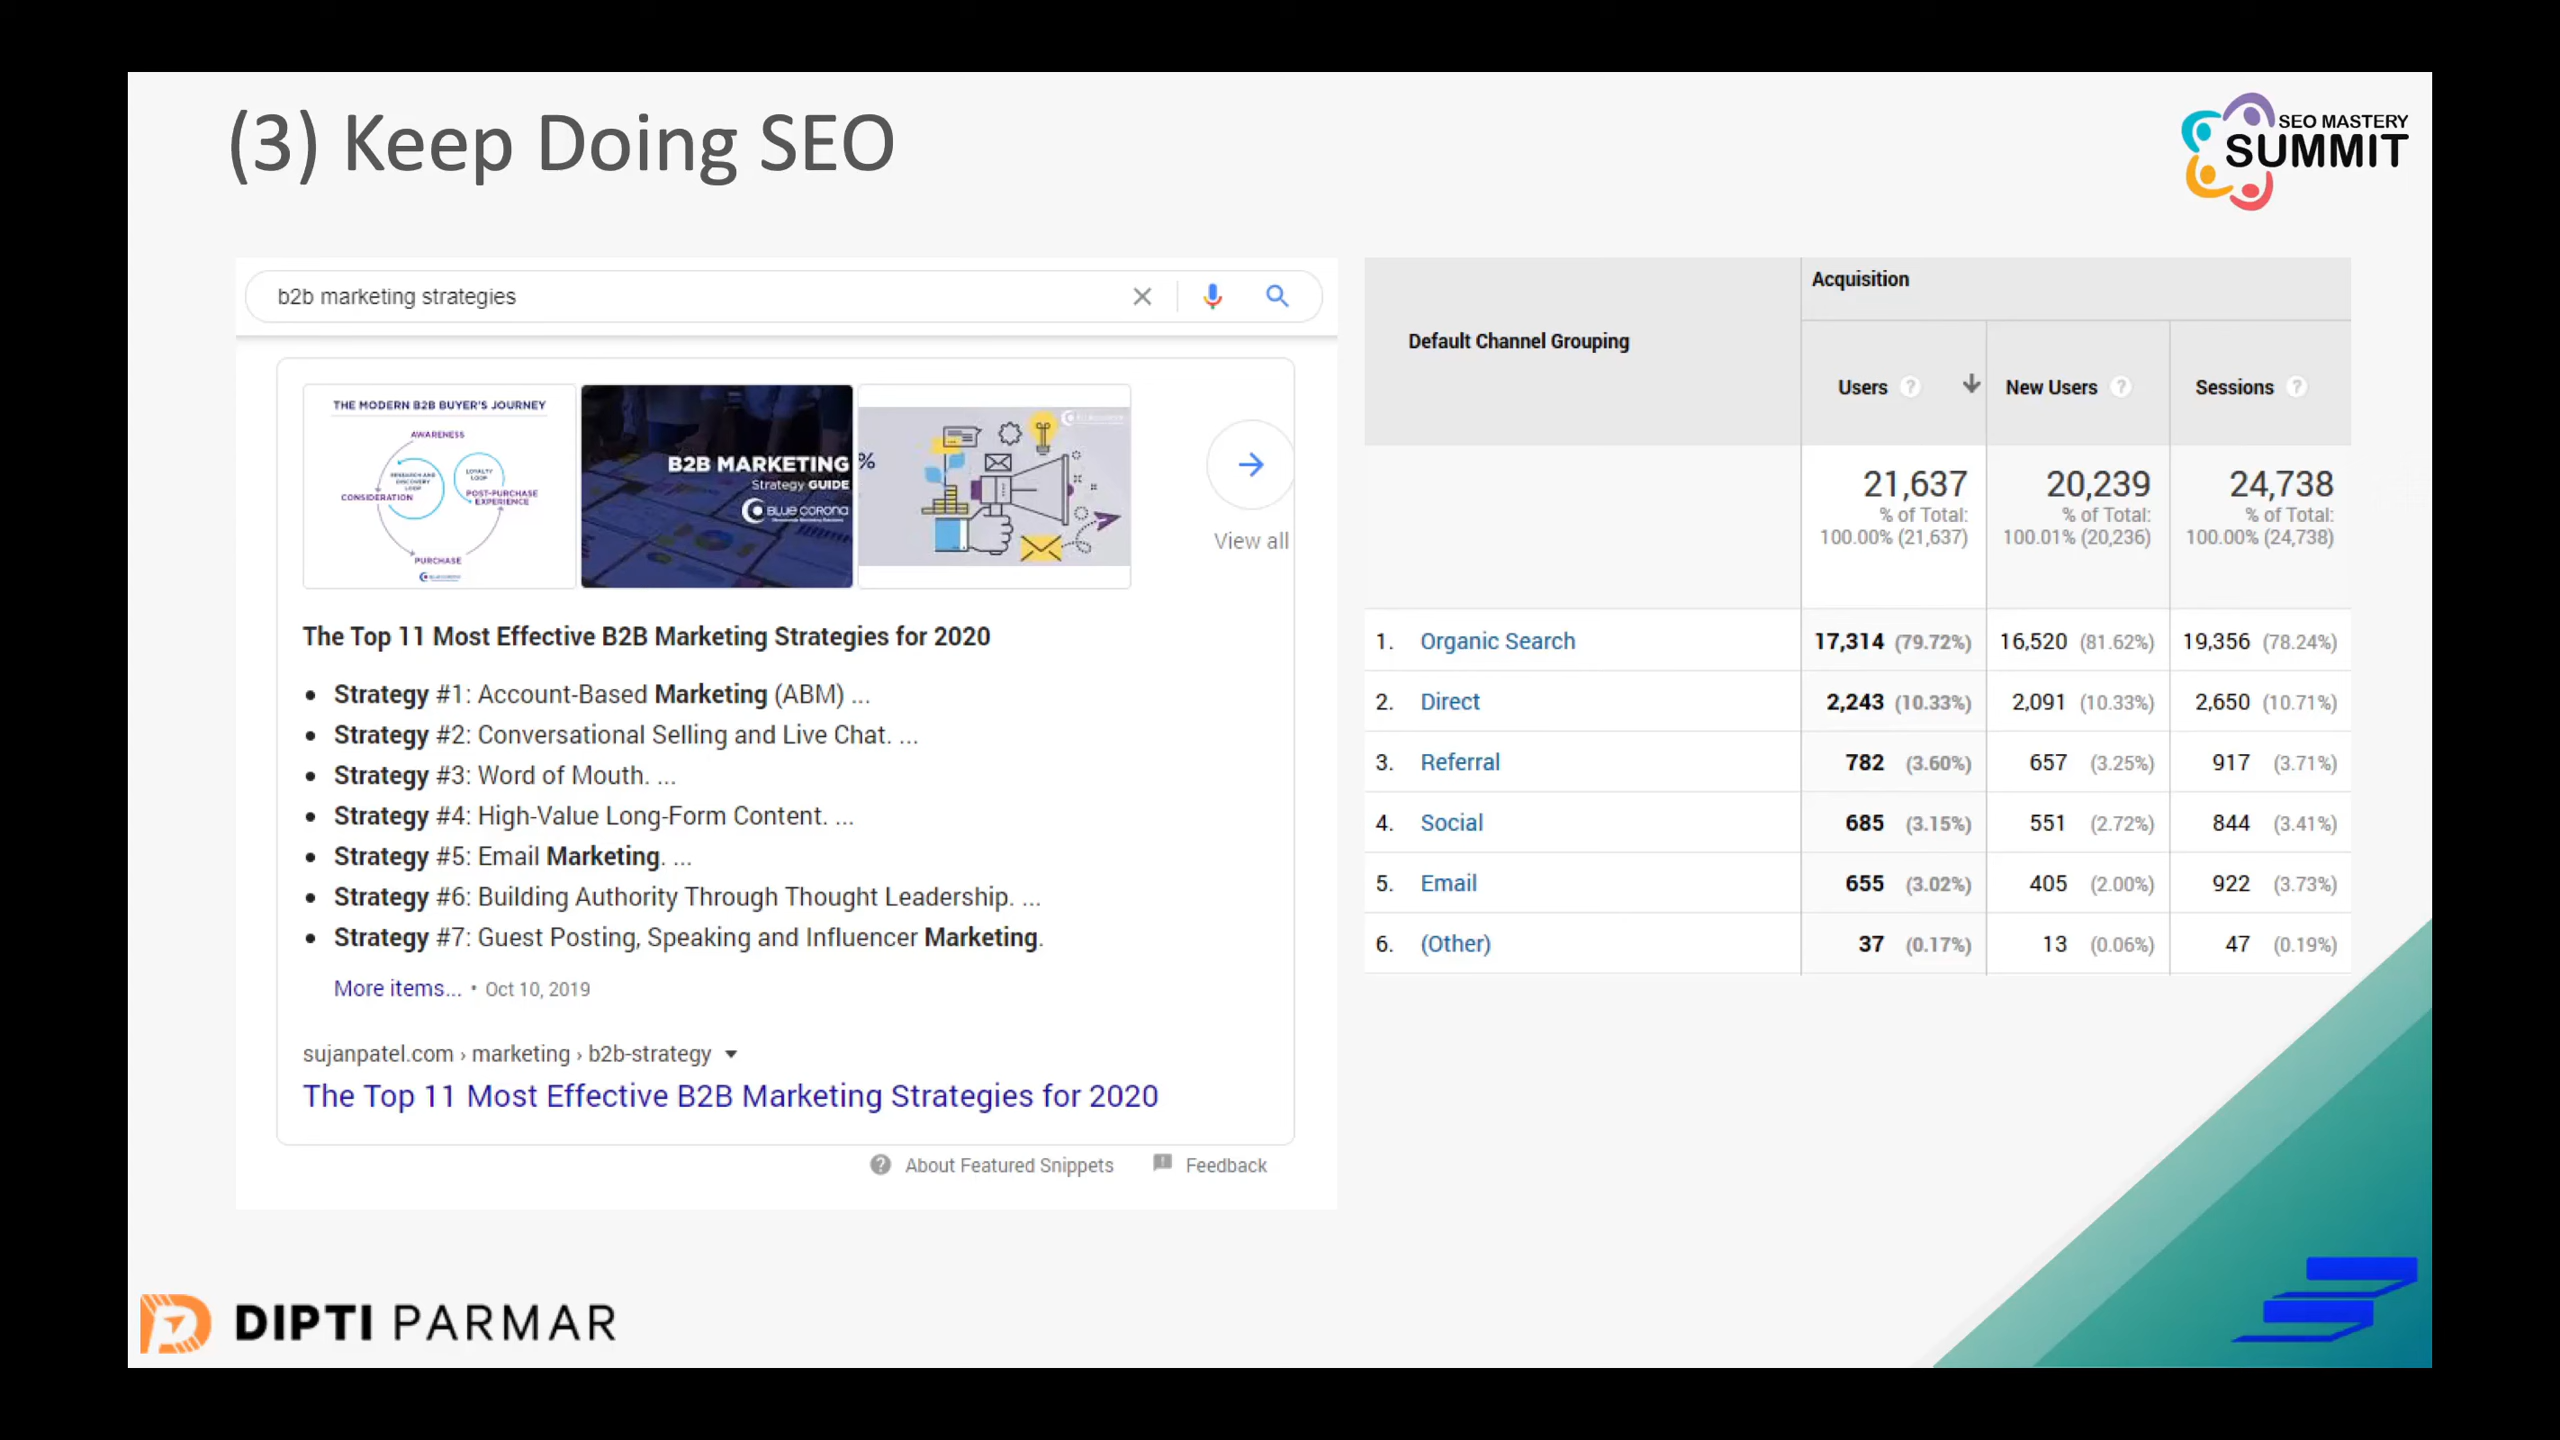 (3) Keep Doing SEO
SEO MASTERY
SUMMIT
b2b marketing strategies
THE MODERN B2B BUYER'S JOURNEY
AWARENESS
RESEARCH AND
DISCOVERY
LOOP
LOYALTY
LOOP
CONSIDERATION
POST-PURCHASE
EXPERIENCE
PURCHASE
BLUE CORONA
B2B MARKETING
Strategy GUIDE
BLUE CORONA
%
View all
The Top 11 Most Effective B2B Marketing Strategies for 2020
• Strategy #1: Account-Based Marketing (ABM) ...
• Strategy #2: Conversational Selling and Live Chat. ...
• Strategy #3: Word of Mouth. ...
• Strategy #4: High-Value Long-Form Content. ...
• Strategy #5: Email Marketing. ...
• Strategy #6: Building Authority Through Thought Leadership. ...
• Strategy #7: Guest Posting, Speaking and Influencer Marketing.
More items... • Oct 10, 2019
sujanpatel.com › marketing › b2b-strategy
The Top 11 Most Effective B2B Marketing Strategies for 2020
About Featured Snippets Feedback
Acquisition
Default Channel Grouping
Users ? New Users ? Sessions ?
21,637 20,239 24,738
% of Total: % of Total: % of Total:
100.00% (21,637) 100.01% (20,236) 100.00% (24,738)
1. Organic Search 17,314 (79.72%) 16,520 (81.62%) 19,356 (78.24%)
2. Direct 2,243 (10.33%) 2,091 (10.33%) 2,650 (10.71%)
3. Referral 782 (3.60%) 657 (3.25%) 917 (3.71%)
4. Social 685 (3.15%) 551 (2.72%) 844 (3.41%)
5. Email 655 (3.02%) 405 (2.00%) 922 (3.73%)
6. (Other) 37 (0.17%) 13 (0.06%) 47 (0.19%)
DIPTI PARMAR